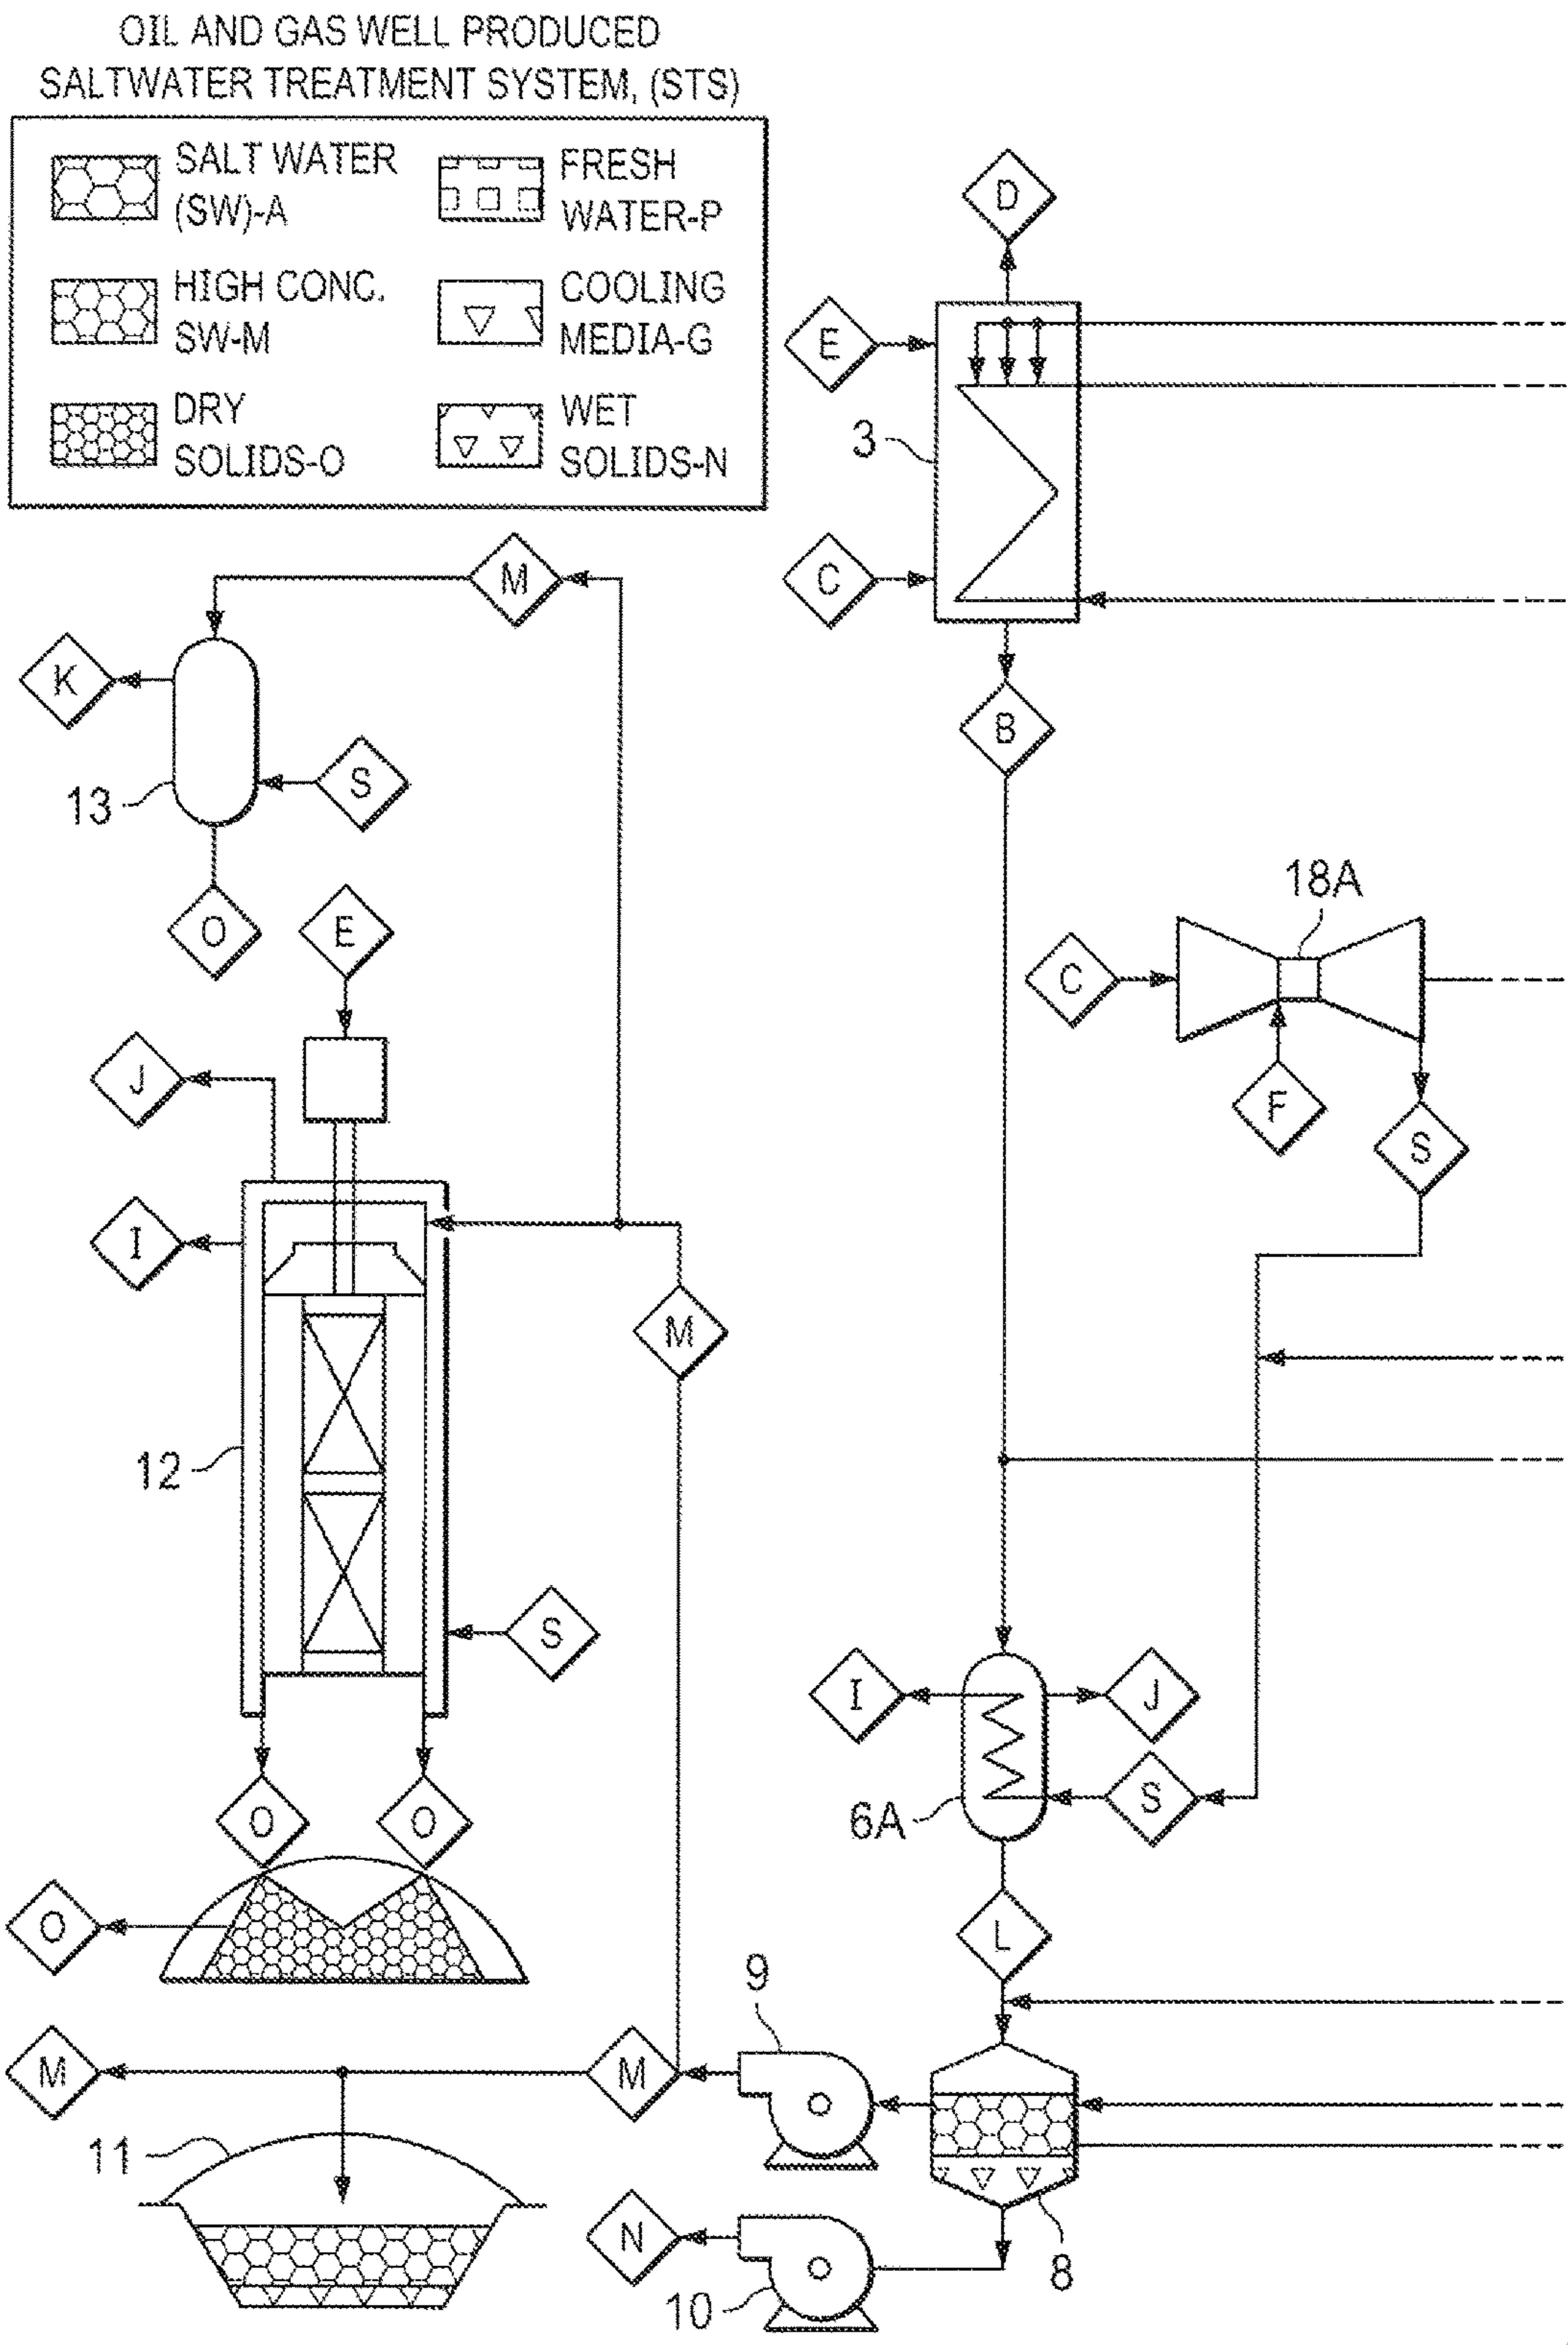 OIL AND GAS WELL PRODUCED
SALTWATER TREATMENT SYSTEM, (STS)
SALT WATER
(SW)-A
FRESH
WATER-P
HIGH CONC.
SW-M
COOLING
MEDIA-G
DRY
SOLIDS-O
WET
SOLIDS-N
D
E
3
C
B
M
K
S
13
O
E
18A
C
F
S
J
I
M
12
S
I
J
S
6A
O
O
L
O
9
M
M
11
N
10
8